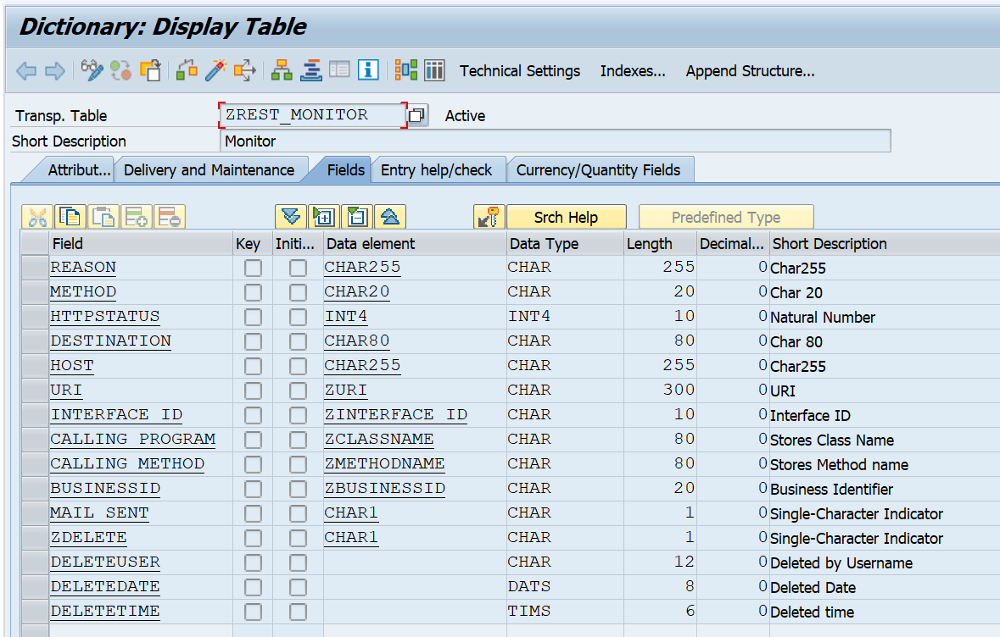 Dictionary: Display Table
Technical Settings Indexes... Append Structure...
Transp. Table ZREST_MONITOR Active
Short Description Monitor
Attribut... Delivery and Maintenance Fields Entry help/check Currency/Quantity Fields
Srch Help Predefined Type
Field Key Initi... Data element Data Type Length Decimal... Short Description
REASON CHAR255 CHAR 255 0 Char255
METHOD CHAR20 CHAR 20 0 Char 20
HTTPSTATUS INT4 INT4 10 0 Natural Number
DESTINATION CHAR80 CHAR 80 0 Char 80
HOST CHAR255 CHAR 255 0 Char255
URI ZURI CHAR 300 0 URI
INTERFACE_ID ZINTERFACE_ID CHAR 10 0 Interface ID
CALLING_PROGRAM ZCLASSNAME CHAR 80 0 Stores Class Name
CALLING_METHOD ZMETHODNAME CHAR 80 0 Stores Method name
BUSINESSID ZBUSINESSID CHAR 20 0 Business Identifier
MAIL_SENT CHAR1 CHAR 1 0 Single-Character Indicator
ZDELETE CHAR1 CHAR 1 0 Single-Character Indicator
DELETEUSER CHAR 12 0 Deleted by Username
DELETEDATE DATS 8 0 Deleted Date
DELETETIME TIMS 6 0 Deleted time